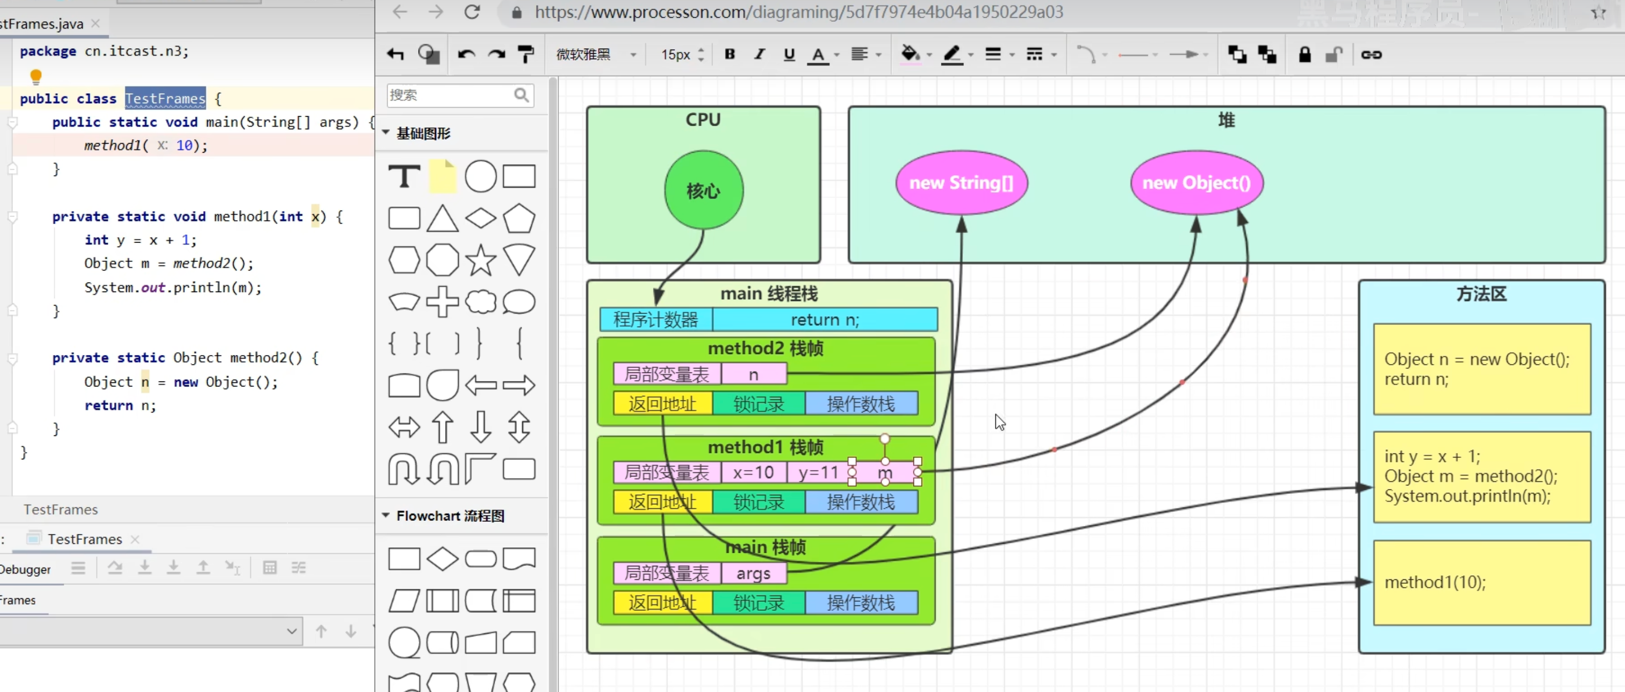 stFrames.java
package cn.itcast.n3;
public class TestFrames {
public static void main(String[] args) {
method1( x: 10);
}
private static void method1(int x) {
int y = x + 1;
Object m = method2();
System.out.println(m);
}
private static Object method2() {
Object n = new Object();
return n;
}
}
TestFrames
TestFrames
Debugger
rames
https://www.processon.com/diagraming/5d7f7974e4b04a1950229a03
黑马程序员-
微软雅黑
15px
B
I
U
A
搜索
基础图形
T
Flowchart 流程图
CPU
核心
堆
new String[]
new Object()
main 线程栈
程序计数器
return n;
method2 栈帧
局部变量表
n
返回地址
锁记录
操作数栈
method1 栈帧
局部变量表
x=10
y=11
m
返回地址
锁记录
操作数栈
main 栈帧
局部变量表
args
返回地址
锁记录
操作数栈
方法区
Object n = new Object();
return n;
int y = x + 1;
Object m = method2();
System.out.println(m);
method1(10);